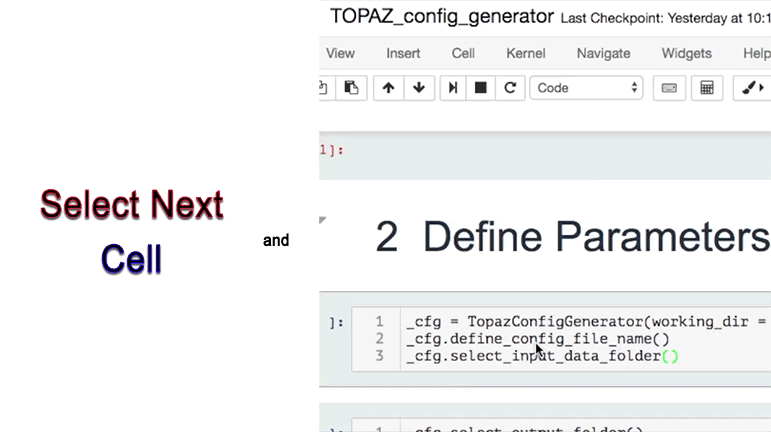 TOPAZ_config_generator Last Checkpoint: Yesterday at 10:1
View Insert Cell Kernel Navigate Widgets Help
Code
1]:
Select Next
Cell
and
2 Define Parameters
]: 1 _cfg = TopazConfigGenerator(working_dir =
2 _cfg.define_config_file_name()
3 _cfg.select_input_data_folder()
1 _cfg.select_output_folder()